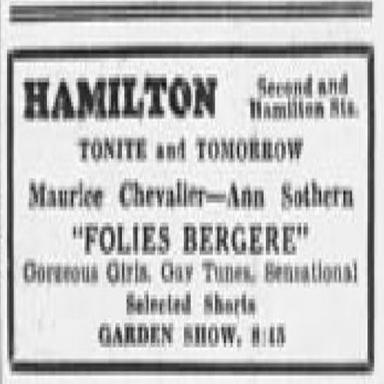 HAMILTON
Second and
Hamilton Sts.
TONITE and TOMORROW
Maurice Chevalier—Ann Sothern
"FOLIES BERGERE"
Gorgeous Girls, Gay Tunes, Sensational
Selected Shorts
GARDEN SHOW, 8:45